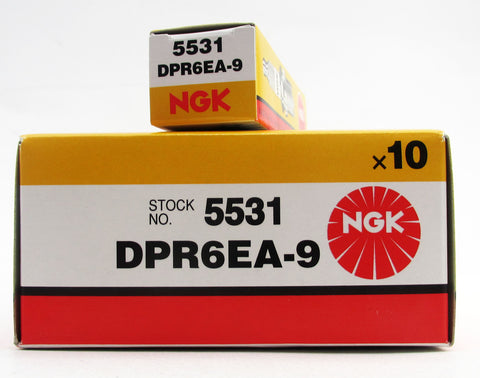 5531
DPR6EA-9
NGK
×10
STOCK NO. 5531
NGK
DPR6EA-9